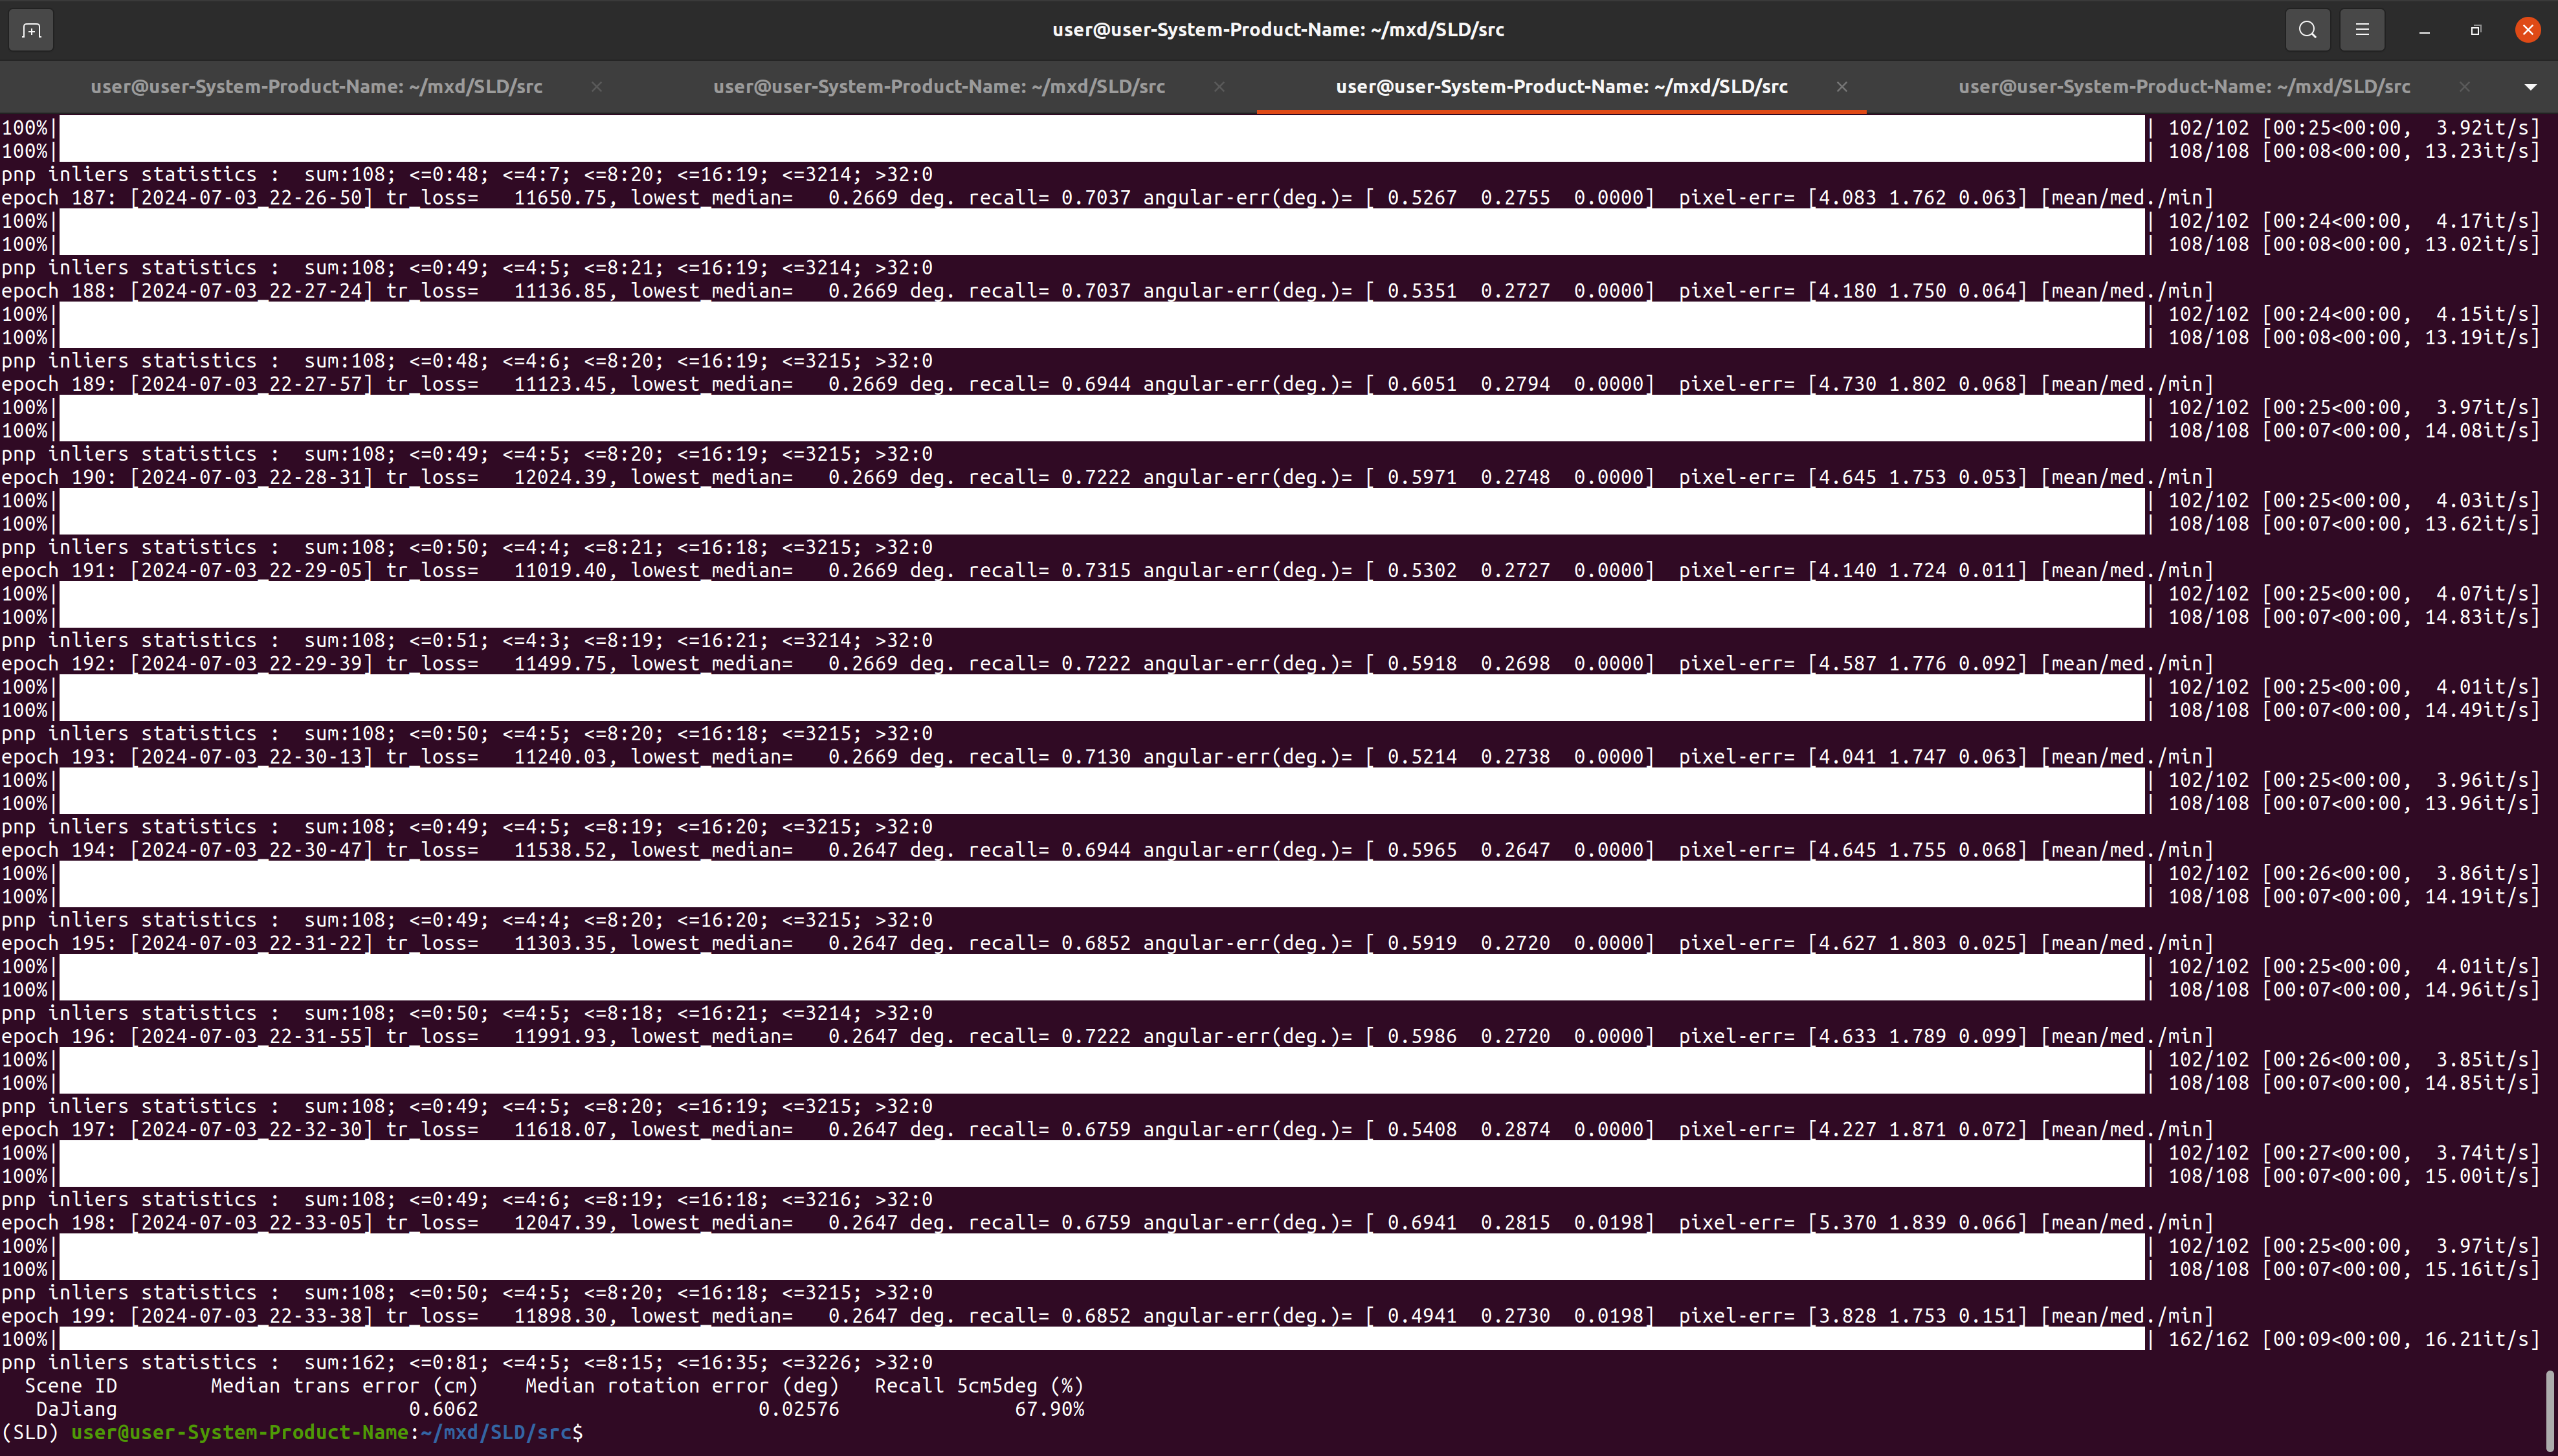 user@user-System-Product-Name: ~/mxd/SLD/src
user@user-System-Product-Name: ~/mxd/SLD/src × user@user-System-Product-Name: ~/mxd/SLD/src × user@user-System-Product-Name: ~/mxd/SLD/src × user@user-System-Product-Name: ~/mxd/SLD/src ×
100%| | 102/102 [00:25<00:00, 3.92it/s]
100%| | 108/108 [00:08<00:00, 13.23it/s]
pnp inliers statistics : sum:108; <=0:48; <=4:7; <=8:20; <=16:19; <=3214; >32:0
epoch 187: [2024-07-03_22-26-50] tr_loss= 11650.75, lowest_median= 0.2669 deg. recall= 0.7037 angular-err(deg.)= [ 0.5267 0.2755 0.0000] pixel-err= [4.083 1.762 0.063] [mean/med./min]
100%| | 102/102 [00:24<00:00, 4.17it/s]
100%| | 108/108 [00:08<00:00, 13.02it/s]
pnp inliers statistics : sum:108; <=0:49; <=4:5; <=8:21; <=16:19; <=3214; >32:0
epoch 188: [2024-07-03_22-27-24] tr_loss= 11136.85, lowest_median= 0.2669 deg. recall= 0.7037 angular-err(deg.)= [ 0.5351 0.2727 0.0000] pixel-err= [4.180 1.750 0.064] [mean/med./min]
100%| | 102/102 [00:24<00:00, 4.15it/s]
100%| | 108/108 [00:08<00:00, 13.19it/s]
pnp inliers statistics : sum:108; <=0:48; <=4:6; <=8:20; <=16:19; <=3215; >32:0
epoch 189: [2024-07-03_22-27-57] tr_loss= 11123.45, lowest_median= 0.2669 deg. recall= 0.6944 angular-err(deg.)= [ 0.6051 0.2794 0.0000] pixel-err= [4.730 1.802 0.068] [mean/med./min]
100%| | 102/102 [00:25<00:00, 3.97it/s]
100%| | 108/108 [00:07<00:00, 14.08it/s]
pnp inliers statistics : sum:108; <=0:49; <=4:5; <=8:20; <=16:19; <=3215; >32:0
epoch 190: [2024-07-03_22-28-31] tr_loss= 12024.39, lowest_median= 0.2669 deg. recall= 0.7222 angular-err(deg.)= [ 0.5971 0.2748 0.0000] pixel-err= [4.645 1.753 0.053] [mean/med./min]
100%| | 102/102 [00:25<00:00, 4.03it/s]
100%| | 108/108 [00:07<00:00, 13.62it/s]
pnp inliers statistics : sum:108; <=0:50; <=4:4; <=8:21; <=16:18; <=3215; >32:0
epoch 191: [2024-07-03_22-29-05] tr_loss= 11019.40, lowest_median= 0.2669 deg. recall= 0.7315 angular-err(deg.)= [ 0.5302 0.2727 0.0000] pixel-err= [4.140 1.724 0.011] [mean/med./min]
100%| | 102/102 [00:25<00:00, 4.07it/s]
100%| | 108/108 [00:07<00:00, 14.83it/s]
pnp inliers statistics : sum:108; <=0:51; <=4:3; <=8:19; <=16:21; <=3214; >32:0
epoch 192: [2024-07-03_22-29-39] tr_loss= 11499.75, lowest_median= 0.2669 deg. recall= 0.7222 angular-err(deg.)= [ 0.5918 0.2698 0.0000] pixel-err= [4.587 1.776 0.092] [mean/med./min]
100%| | 102/102 [00:25<00:00, 4.01it/s]
100%| | 108/108 [00:07<00:00, 14.49it/s]
pnp inliers statistics : sum:108; <=0:50; <=4:5; <=8:20; <=16:18; <=3215; >32:0
epoch 193: [2024-07-03_22-30-13] tr_loss= 11240.03, lowest_median= 0.2669 deg. recall= 0.7130 angular-err(deg.)= [ 0.5214 0.2738 0.0000] pixel-err= [4.041 1.747 0.063] [mean/med./min]
100%| | 102/102 [00:25<00:00, 3.96it/s]
100%| | 108/108 [00:07<00:00, 13.96it/s]
pnp inliers statistics : sum:108; <=0:49; <=4:5; <=8:19; <=16:20; <=3215; >32:0
epoch 194: [2024-07-03_22-30-47] tr_loss= 11538.52, lowest_median= 0.2647 deg. recall= 0.6944 angular-err(deg.)= [ 0.5965 0.2647 0.0000] pixel-err= [4.645 1.755 0.068] [mean/med./min]
100%| | 102/102 [00:26<00:00, 3.86it/s]
100%| | 108/108 [00:07<00:00, 14.19it/s]
pnp inliers statistics : sum:108; <=0:49; <=4:4; <=8:20; <=16:20; <=3215; >32:0
epoch 195: [2024-07-03_22-31-22] tr_loss= 11303.35, lowest_median= 0.2647 deg. recall= 0.6852 angular-err(deg.)= [ 0.5919 0.2720 0.0000] pixel-err= [4.627 1.803 0.025] [mean/med./min]
100%| | 102/102 [00:25<00:00, 4.01it/s]
100%| | 108/108 [00:07<00:00, 14.96it/s]
pnp inliers statistics : sum:108; <=0:50; <=4:5; <=8:18; <=16:21; <=3214; >32:0
epoch 196: [2024-07-03_22-31-55] tr_loss= 11991.93, lowest_median= 0.2647 deg. recall= 0.7222 angular-err(deg.)= [ 0.5986 0.2720 0.0000] pixel-err= [4.633 1.789 0.099] [mean/med./min]
100%| | 102/102 [00:26<00:00, 3.85it/s]
100%| | 108/108 [00:07<00:00, 14.85it/s]
pnp inliers statistics : sum:108; <=0:49; <=4:5; <=8:20; <=16:19; <=3215; >32:0
epoch 197: [2024-07-03_22-32-30] tr_loss= 11618.07, lowest_median= 0.2647 deg. recall= 0.6759 angular-err(deg.)= [ 0.5408 0.2874 0.0000] pixel-err= [4.227 1.871 0.072] [mean/med./min]
100%| | 102/102 [00:27<00:00, 3.74it/s]
100%| | 108/108 [00:07<00:00, 15.00it/s]
pnp inliers statistics : sum:108; <=0:49; <=4:6; <=8:19; <=16:18; <=3216; >32:0
epoch 198: [2024-07-03_22-33-05] tr_loss= 12047.39, lowest_median= 0.2647 deg. recall= 0.6759 angular-err(deg.)= [ 0.6941 0.2815 0.0198] pixel-err= [5.370 1.839 0.066] [mean/med./min]
100%| | 102/102 [00:25<00:00, 3.97it/s]
100%| | 108/108 [00:07<00:00, 15.16it/s]
pnp inliers statistics : sum:108; <=0:50; <=4:5; <=8:20; <=16:18; <=3215; >32:0
epoch 199: [2024-07-03_22-33-38] tr_loss= 11898.30, lowest_median= 0.2647 deg. recall= 0.6852 angular-err(deg.)= [ 0.4941 0.2730 0.0198] pixel-err= [3.828 1.753 0.151] [mean/med./min]
100%| | 162/162 [00:09<00:00, 16.21it/s]
pnp inliers statistics : sum:162; <=0:81; <=4:5; <=8:15; <=16:35; <=3226; >32:0
Scene ID Median trans error (cm) Median rotation error (deg) Recall 5cm5deg (%)
DaJiang 0.6062 0.02576 67.90%
(SLD) user@user-System-Product-Name:~/mxd/SLD/src$